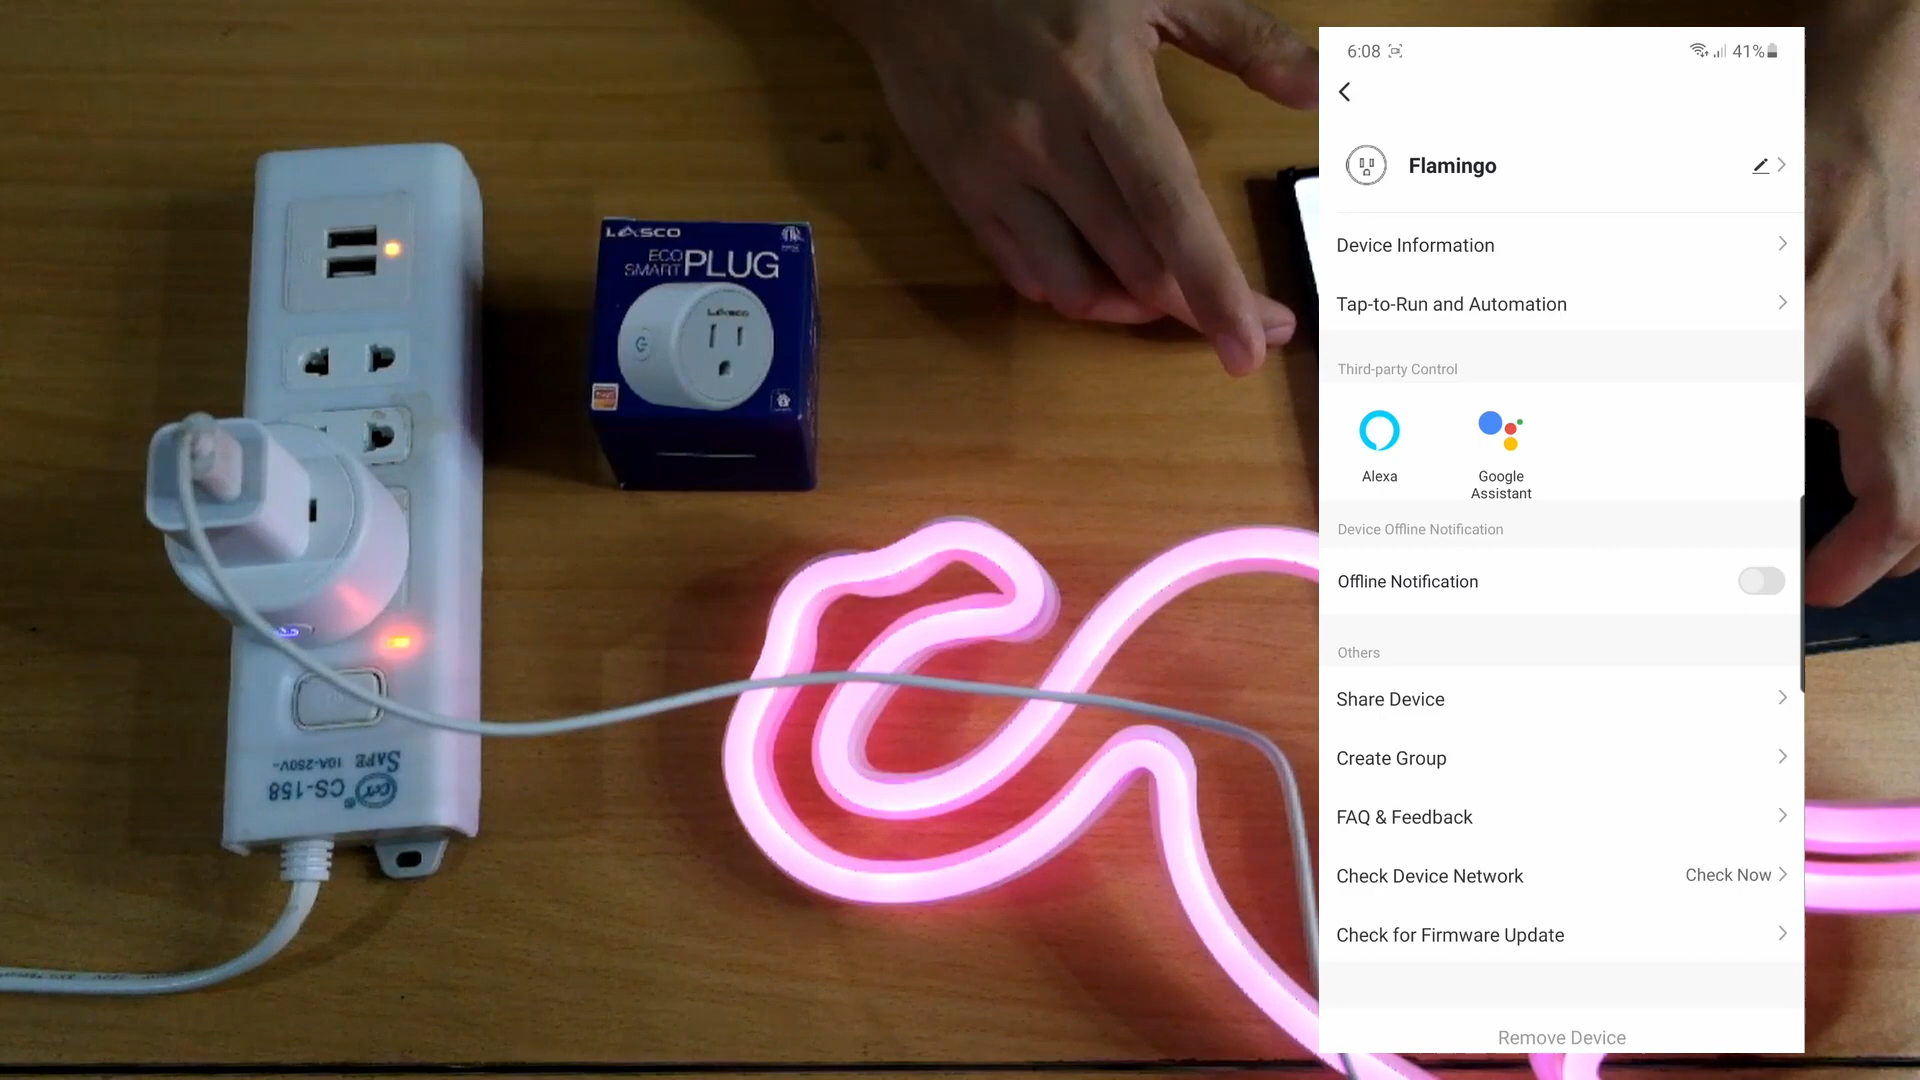 LASCO
ECO
SMART PLUG
LASCO
SAFE 10A-250V~
CS-158
6:08
41%
Flamingo
Device Information
Tap-to-Run and Automation
Third-party Control
Alexa
Google
Assistant
Device Offline Notification
Offline Notification
Others
Share Device
Create Group
FAQ & Feedback
Check Device Network
Check Now
Check for Firmware Update
Remove Device